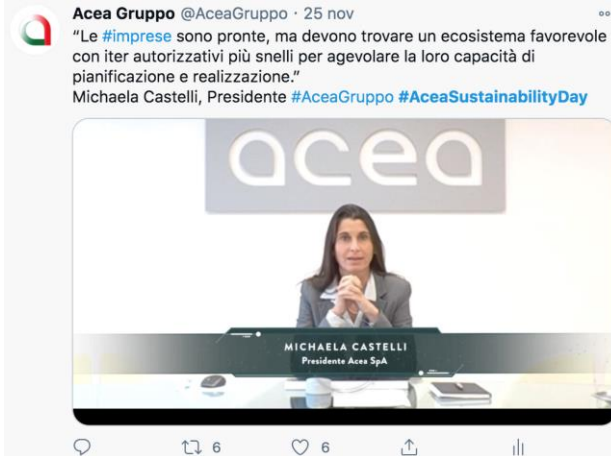 Acea Gruppo @AceaGruppo · 25 nov
“Le #imprese sono pronte, ma devono trovare un ecosistema favorevole
con iter autorizzativi più snelli per agevolare la loro capacità di
pianificazione e realizzazione.”
Michaela Castelli, Presidente #AceaGruppo #AceaSustainabilityDay
acea
MICHAELA CASTELLI
Presidente Acea SpA
6 6